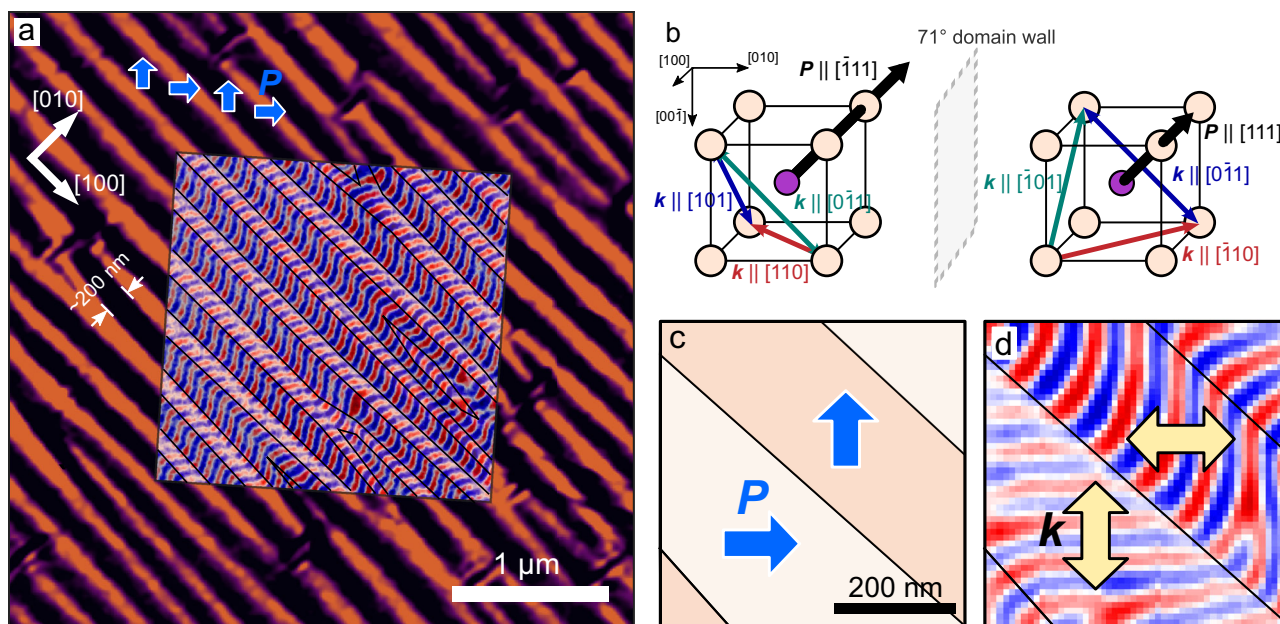 a
P
[010]
[100]
~200 nm
1 μm
b
71° domain wall
[100]
[010]
[001̄]
P || [1̄11]
k || [101]
k || [01̄1]
k || [110]
P || [111]
k || [1̄01]
k || [01̄1]
k || [1̄10]
c
P
200 nm
d
k